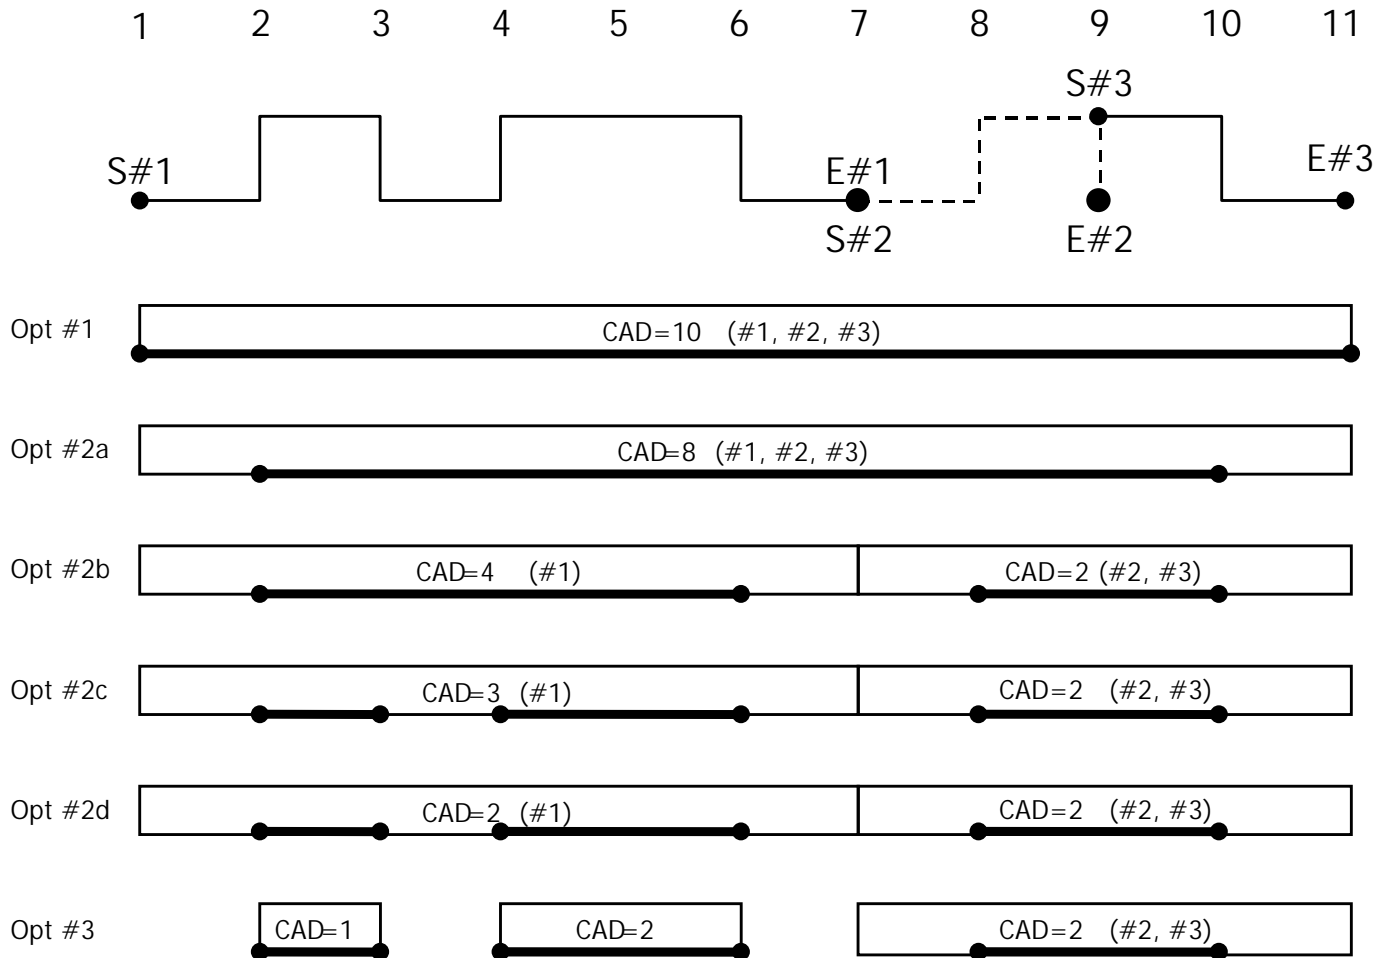 1 2 3 4 5 6 7 8 9 10 11
S#3
S#1 E#1 E#3
S#2 E#2
Opt #1 CAD=10 (#1, #2, #3)
Opt #2a CAD=8 (#1, #2, #3)
Opt #2b CAD=4 (#1) CAD=2 (#2, #3)
Opt #2c CAD=3 (#1) CAD=2 (#2, #3)
Opt #2d CAD=2 (#1) CAD=2 (#2, #3)
Opt #3 CAD=1 CAD=2 CAD=2 (#2, #3)